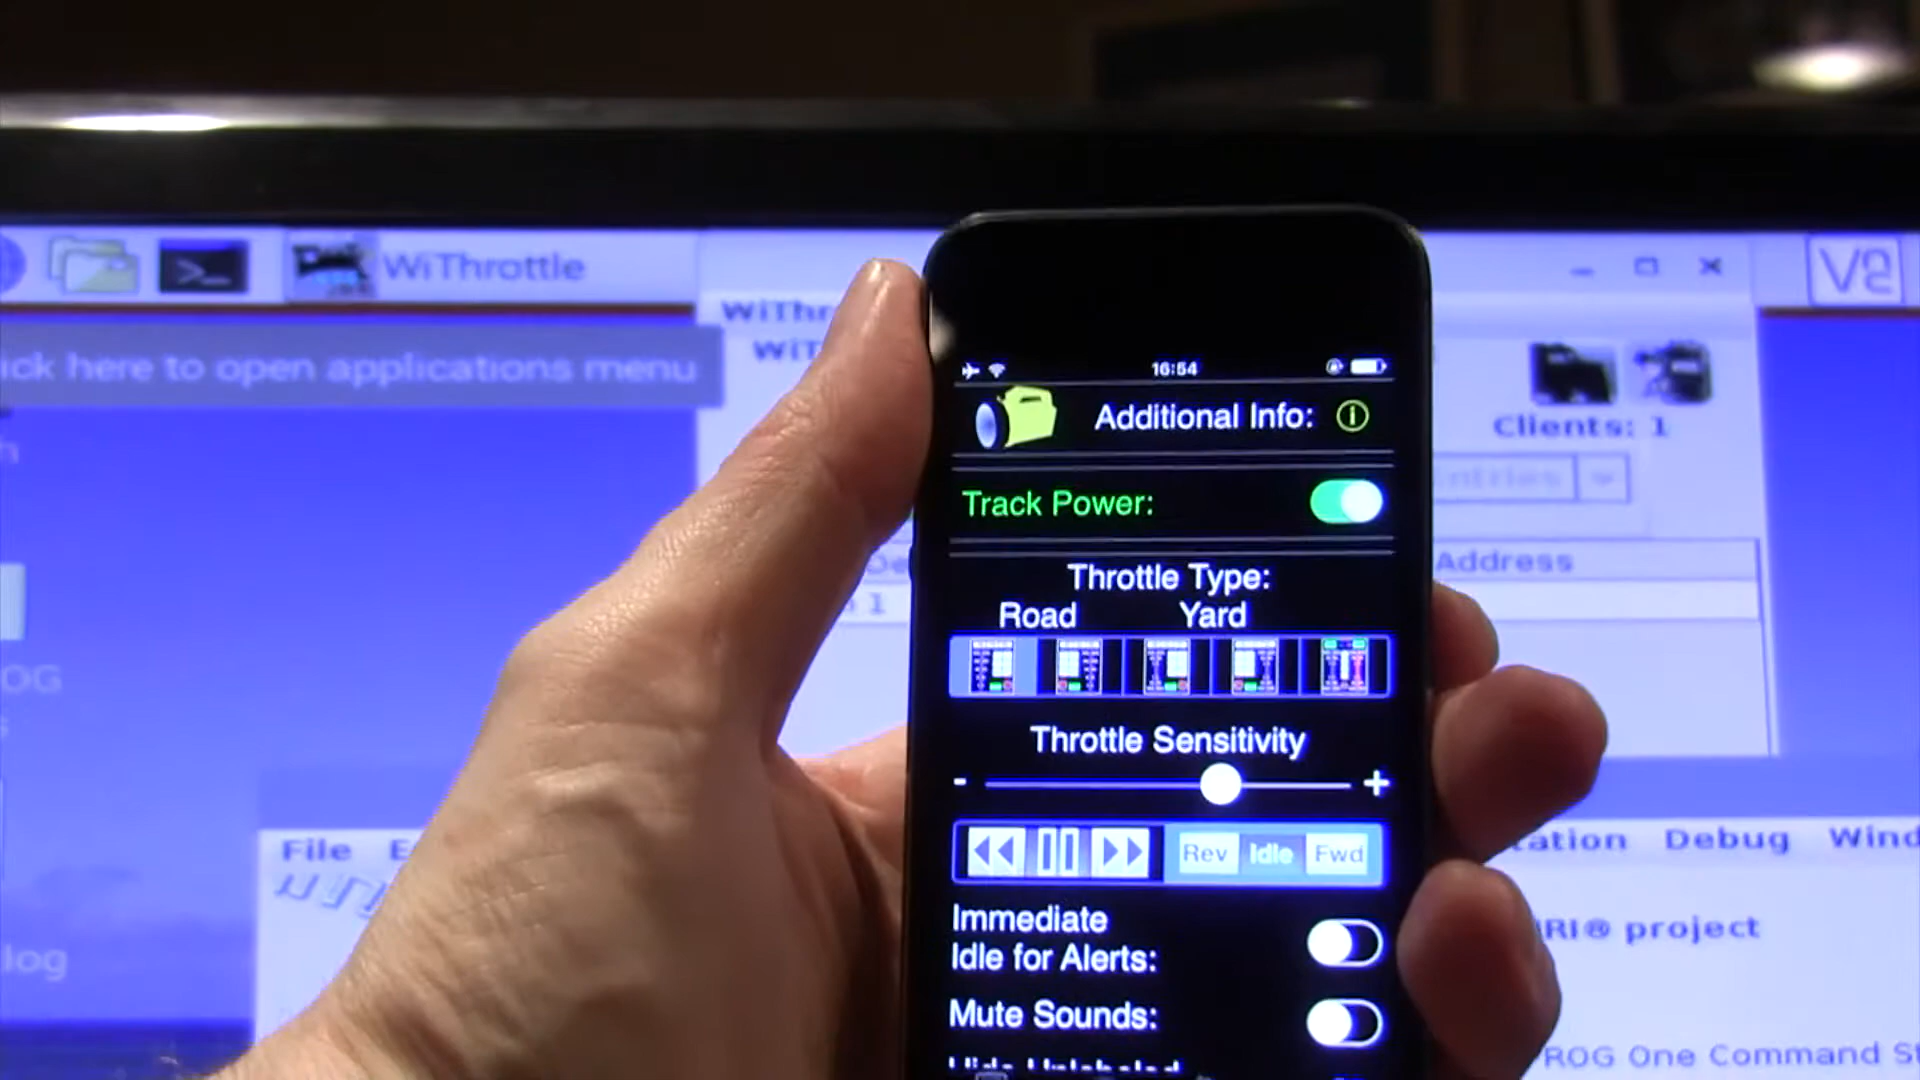 WiThrottle
ick here to open applications menu
Clients: 1
Address
16:54
Additional Info:
Track Power:
Throttle Type:
Road Yard
Throttle Sensitivity
- +
Rev Idle Fwd
Immediate
Idle for Alerts:
Mute Sounds:
OG
log
File E
tation Debug Wind
RI® project
ROG One Command St